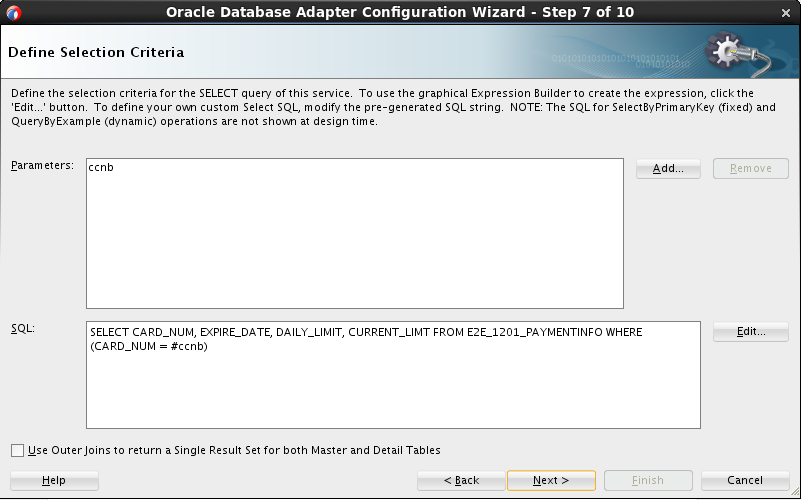 Oracle Database Adapter Configuration Wizard - Step 7 of 10
Define Selection Criteria
Define the selection criteria for the SELECT query of this service.  To use the graphical Expression Builder to create the expression, click the
'Edit...' button.  To define your own custom Select SQL, modify the pre-generated SQL string.  NOTE: The SQL for SelectByPrimaryKey (fixed) and
QueryByExample (dynamic) operations are not shown at design time.
Parameters:
ccnb
Add...
Remove
SQL:
SELECT CARD_NUM, EXPIRE_DATE, DAILY_LIMIT, CURRENT_LIMT FROM E2E_1201_PAYMENTINFO WHERE
(CARD_NUM = #ccnb)
Edit...
Use Outer Joins to return a Single Result Set for both Master and Detail Tables
Help
< Back
Next >
Finish
Cancel